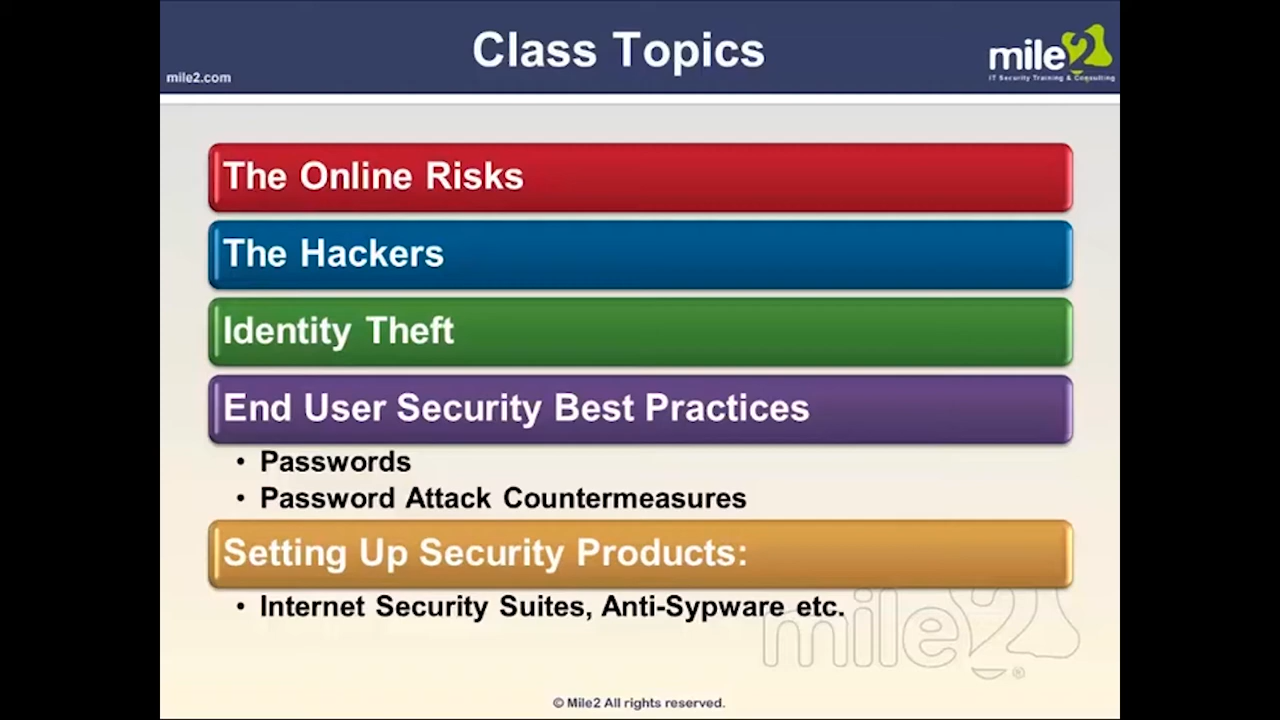 Class Topics
mile2.com
mile2
IT Security Training & Consulting
The Online Risks
The Hackers
Identity Theft
End User Security Best Practices
• Passwords
• Password Attack Countermeasures
Setting Up Security Products:
• Internet Security Suites, Anti-Sypware etc.
mile2®
© Mile2 All rights reserved.